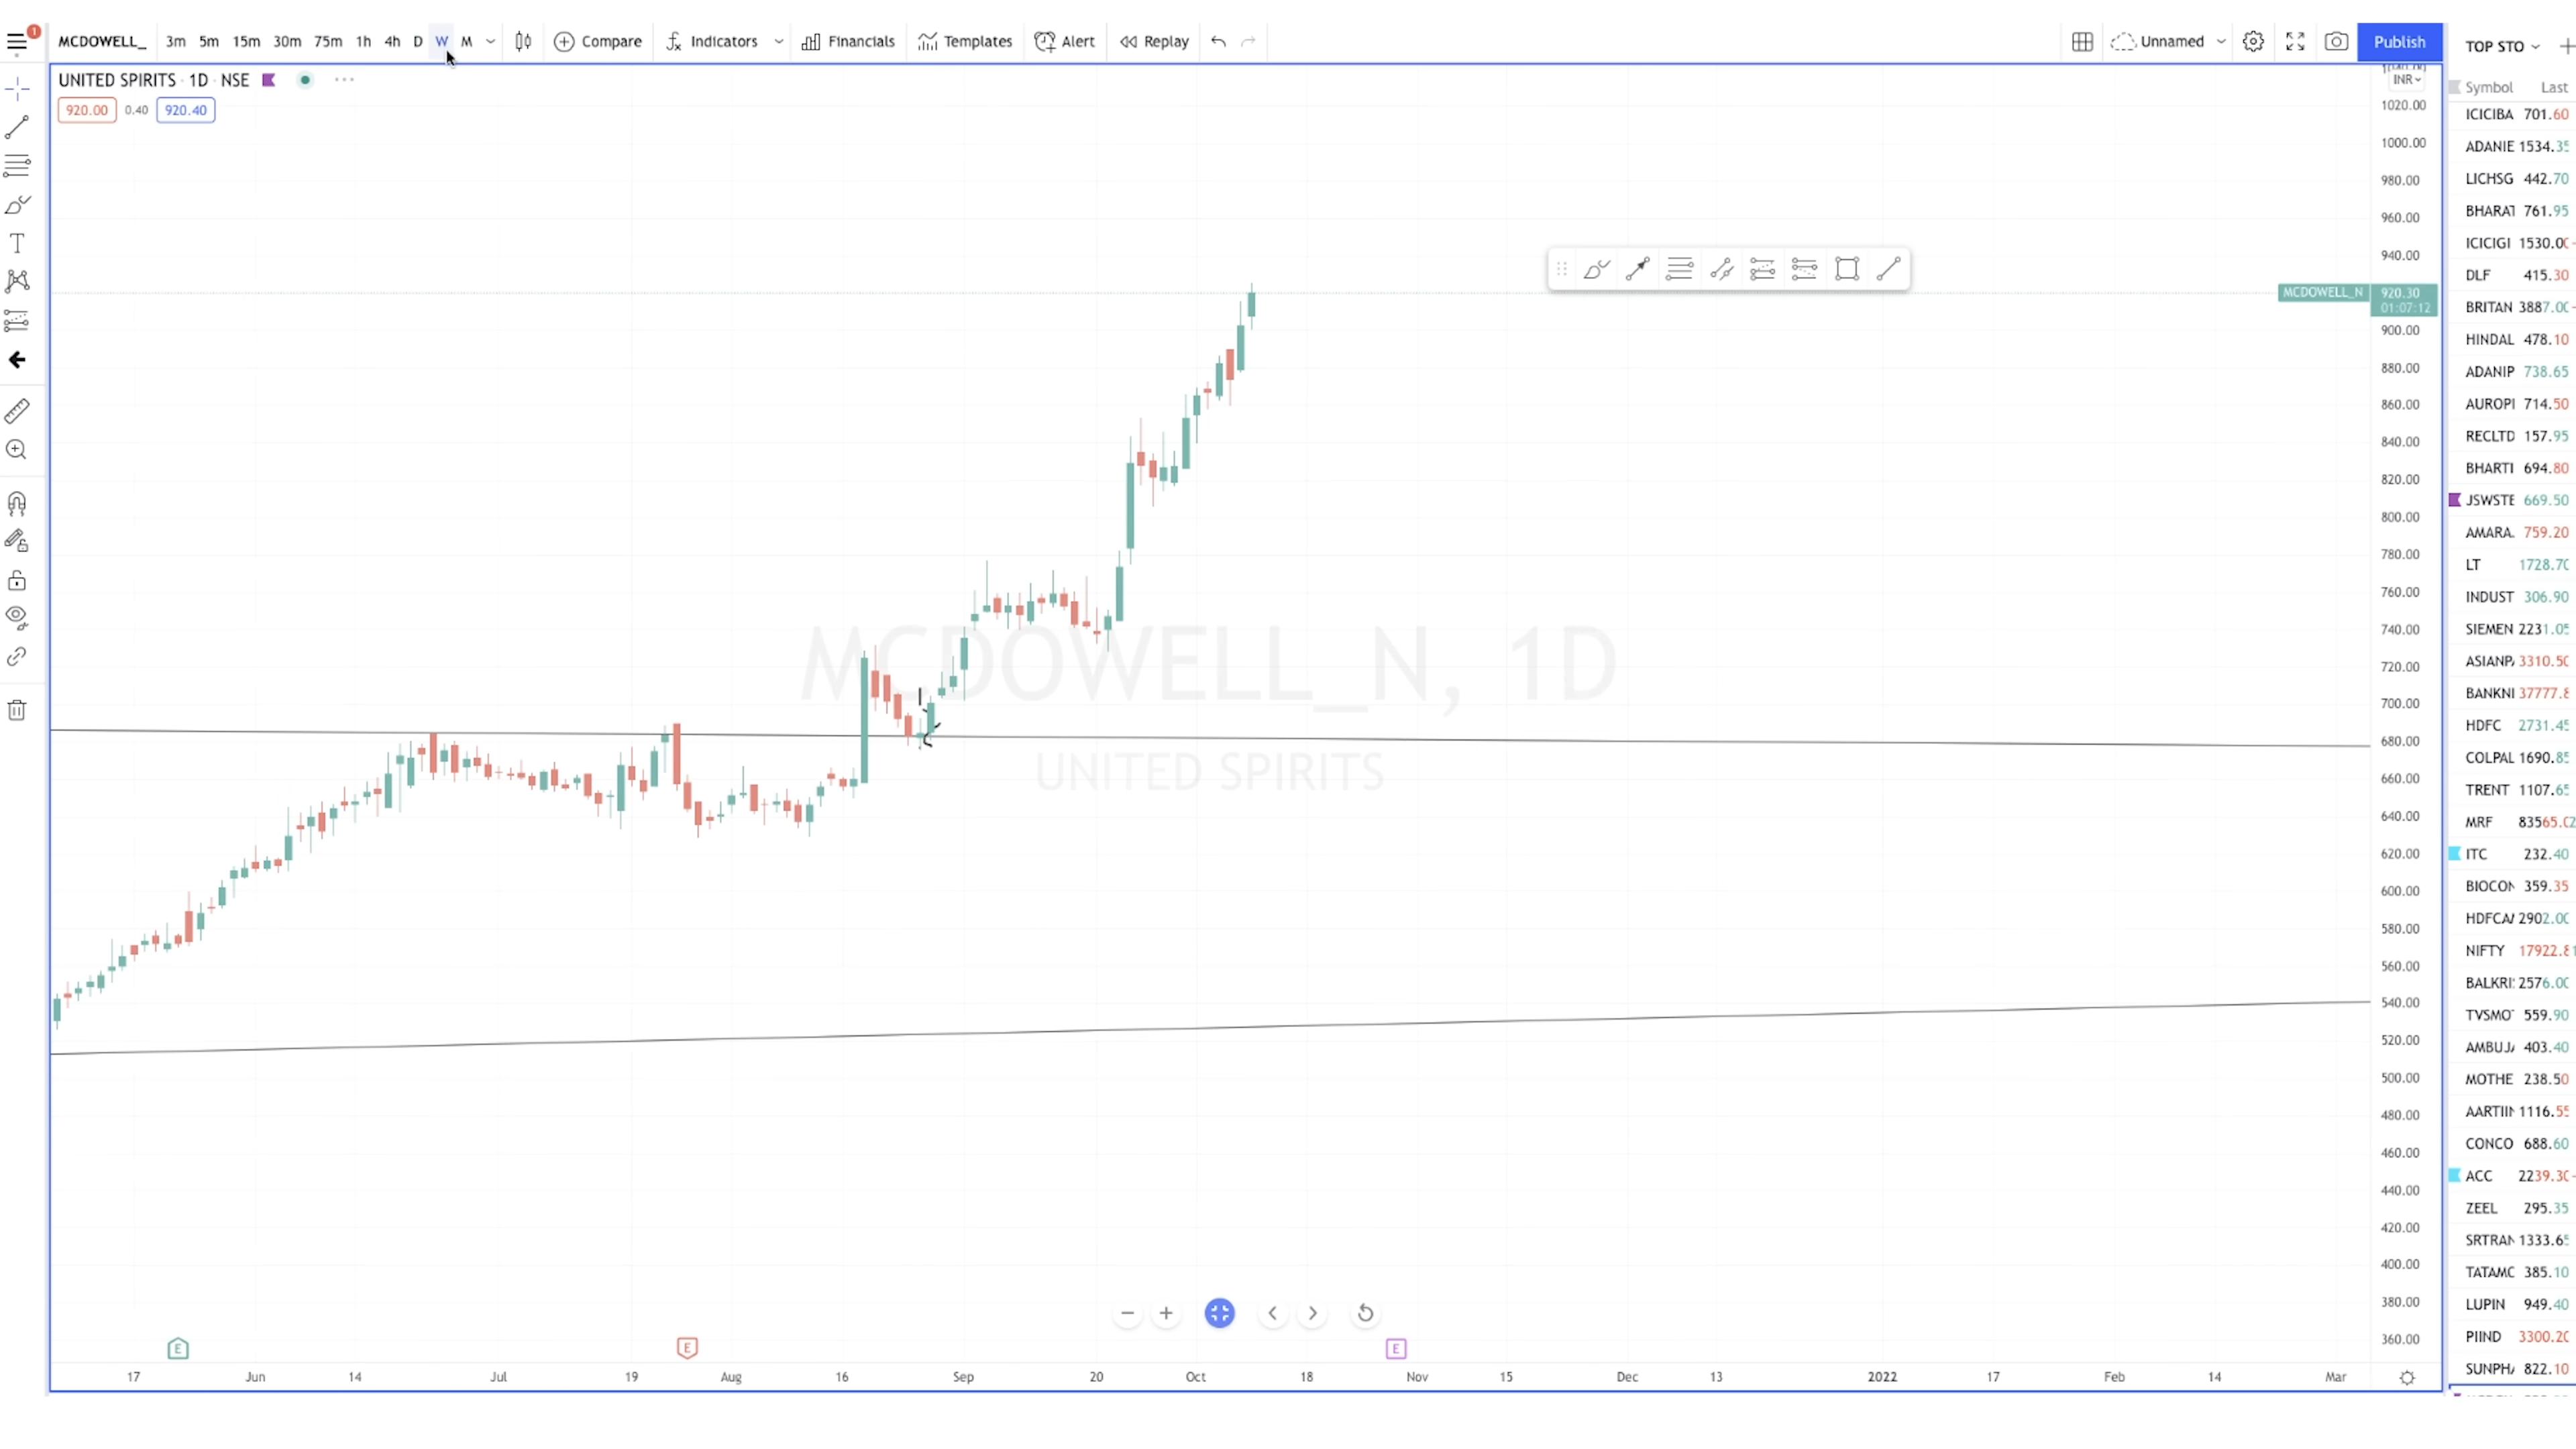 1
MCDOWELL_ 3m 5m 15m 30m 75m 1h 4h D W M Compare Indicators Financials Templates Alert Replay Unnamed Publish TOP STO
UNITED SPIRITS · 1D · NSE
920.00 0.40 920.40
INR
1020.00
1000.00
980.00
960.00
940.00
MCDOWELL_N 920.30
01:07:12
900.00
880.00
860.00
840.00
820.00
800.00
780.00
760.00
740.00
720.00
700.00
680.00
660.00
640.00
620.00
600.00
580.00
560.00
540.00
520.00
500.00
480.00
460.00
440.00
420.00
400.00
380.00
360.00
MCDOWELL_N, 1D
UNITED SPIRITS
E E E
17 Jun 14 Jul 19 Aug 16 Sep 20 Oct 18 Nov 15 Dec 13 2022 17 Feb 14 Mar
Symbol Last
ICICIBA 701.60
ADANIE 1534.35
LICHSG 442.70
BHARAT 761.95
ICICIGI 1530.0
DLF 415.30
BRITAN 3887.0
HINDAL 478.10
ADANIP 738.65
AUROPI 714.50
RECLTD 157.95
BHARTI 694.80
JSWSTE 669.50
AMARA. 759.20
LT 1728.7
INDUST 306.90
SIEMEN 2231.05
ASIANP 3310.5
BANKNI 37777.8
HDFC 2731.45
COLPAL 1690.85
TRENT 1107.65
MRF 83565.0
ITC 232.40
BIOCON 359.35
HDFCA 2902.0
NIFTY 17922.8
BALKRI 2576.0
TVSMO 559.90
AMBUJ 403.40
MOTHE 238.50
AARTIIN 1116.55
CONCO 688.60
ACC 2239.3
ZEEL 295.35
SRTRAN 1333.65
TATAMC 385.10
LUPIN 949.40
PIIND 3300.2
SUNPH 822.10